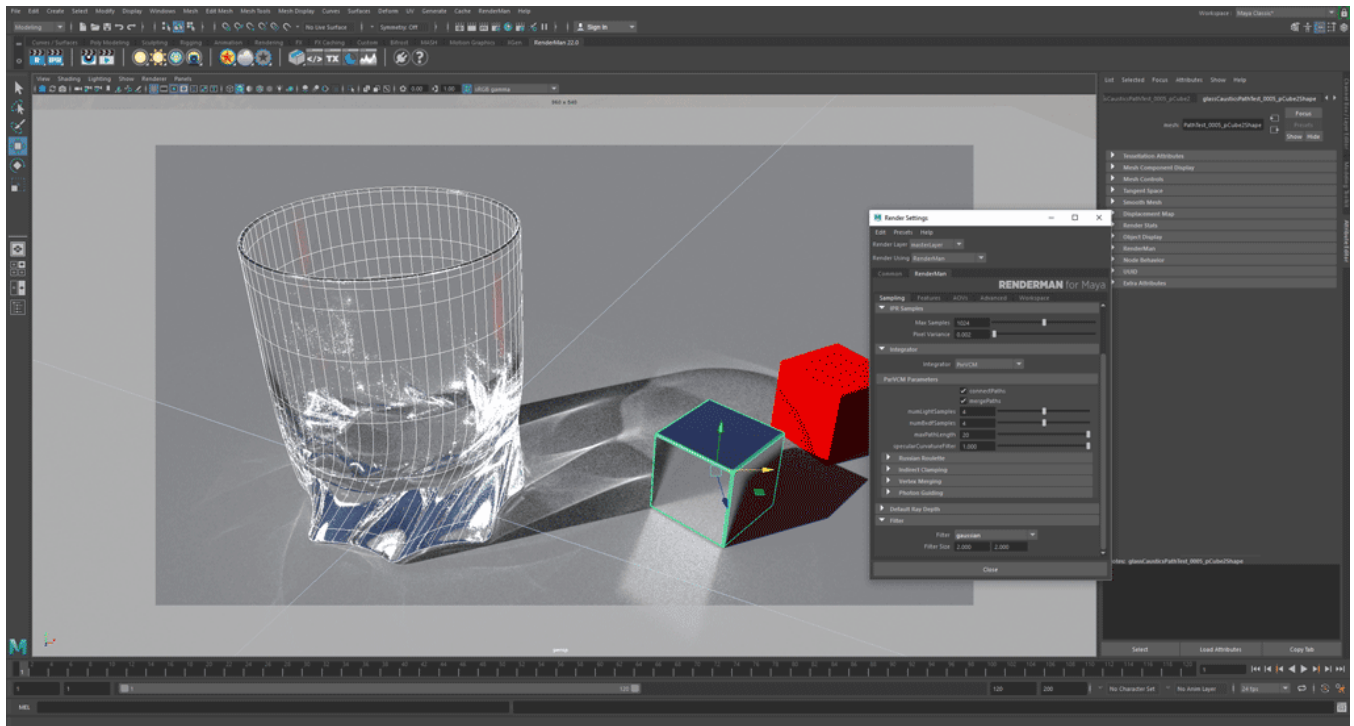 File Edit Create Select Modify Display Windows Mesh Edit Mesh Mesh Tools Mesh Display Curves Surfaces Deform UV Generate Cache RenderMan Help
Workspace: Maya Classic*
Modeling
No Live Surface
Symmetry: Off
Sign In
Curves / Surfaces Poly Modeling Sculpting Rigging Animation Rendering FX FX Caching Custom Bifrost MASH Motion Graphics XGen RenderMan 22.0
View Shading Lighting Show Renderer Panels
0.00 1.00 sRGB gamma
960 x 540
List Selected Focus Attributes Show Help
glassCausticsPathTest_0005_pCube2Shape
Focus
mesh: PathTest_0005_pCube2Shape
Presets
Show Hide
Tessellation Attributes
Mesh Component Display
Mesh Controls
Tangent Space
Smooth Mesh
Displacement Map
Render Stats
Object Display
RenderMan
Node Behavior
UUID
Extra Attributes
Render Settings
Edit Presets Help
Render Layer masterLayer
Render Using RenderMan
Common RenderMan
RENDERMAN for Maya
Sampling Features AOVs Advanced Workspace
IPR Samples
Max Samples 1024
Pixel Variance 0.002
Integrator
Integrator PxrVCM
PxrVCM Parameters
connectPaths
mergePaths
numLightSamples 4
numBxdfSamples 4
maxPathLength 20
specularCurvatureFilter 1.000
Russian Roulette
Indirect Clamping
Vertex Merging
Photon Guiding
Default Ray Depth
Filter
Filter gaussian
Filter Size 2.000 2.000
Close
glassCausticsPathTest_0005_pCube2Shape
persp
Select Load Attributes Copy Tab
1 1 1 120 120 200 No Character Set No Anim Layer 24 fps
MEL